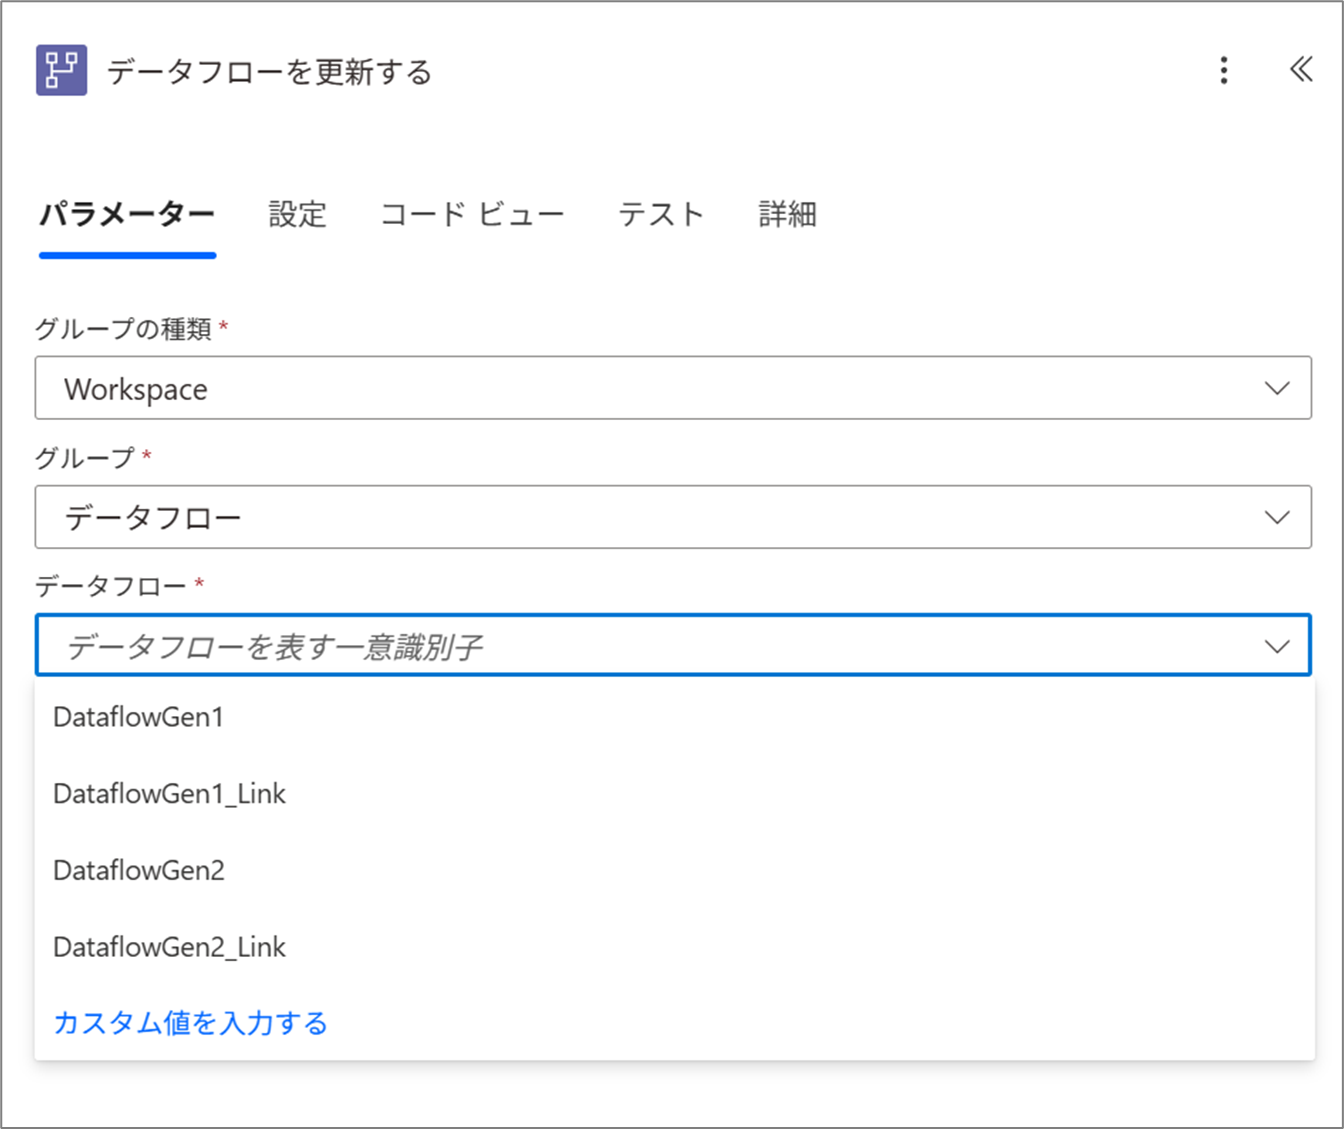 データフローを更新する
パラメーター 設定 コード ビュー テスト 詳細
グループの種類 *
Workspace
グループ *
データフロー
データフロー *
データフローを表す一意識別子
DataflowGen1
DataflowGen1_Link
DataflowGen2
DataflowGen2_Link
カスタム値を入力する